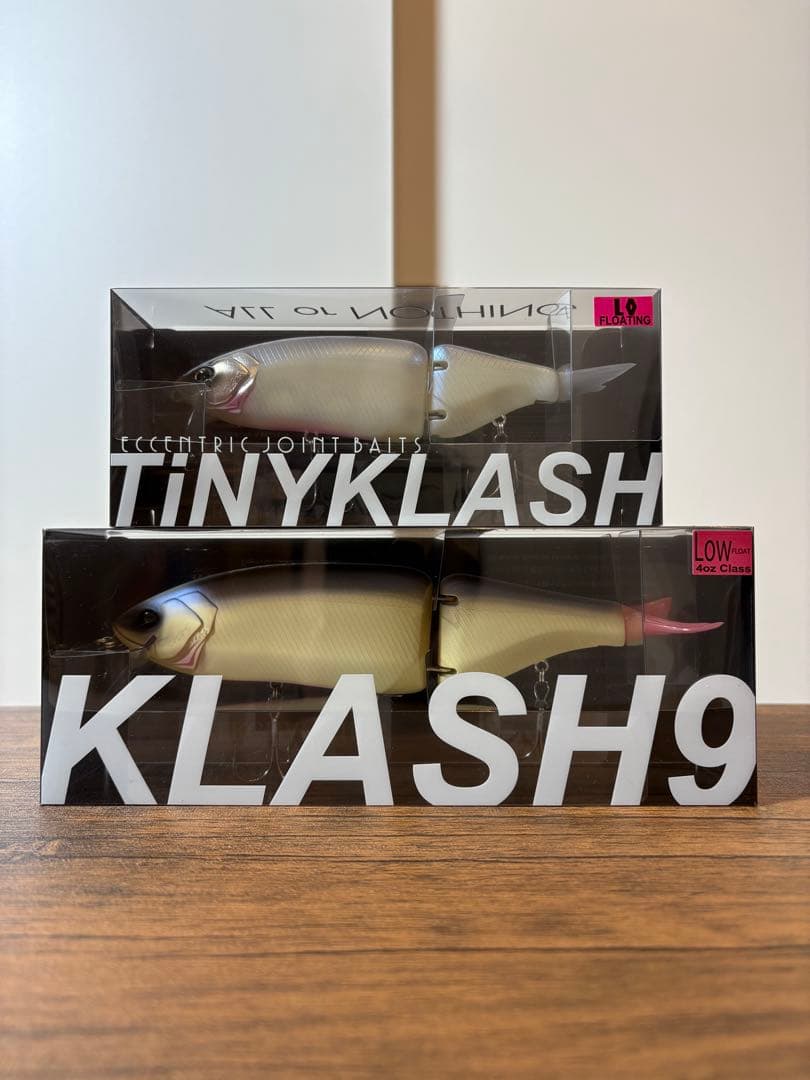 ALL or NOTHING
LO
FLOATING
ECCENTRIC JOINT BAITS
TiNYKLASH
LOW FLOAT
4oz Class
KLASH9